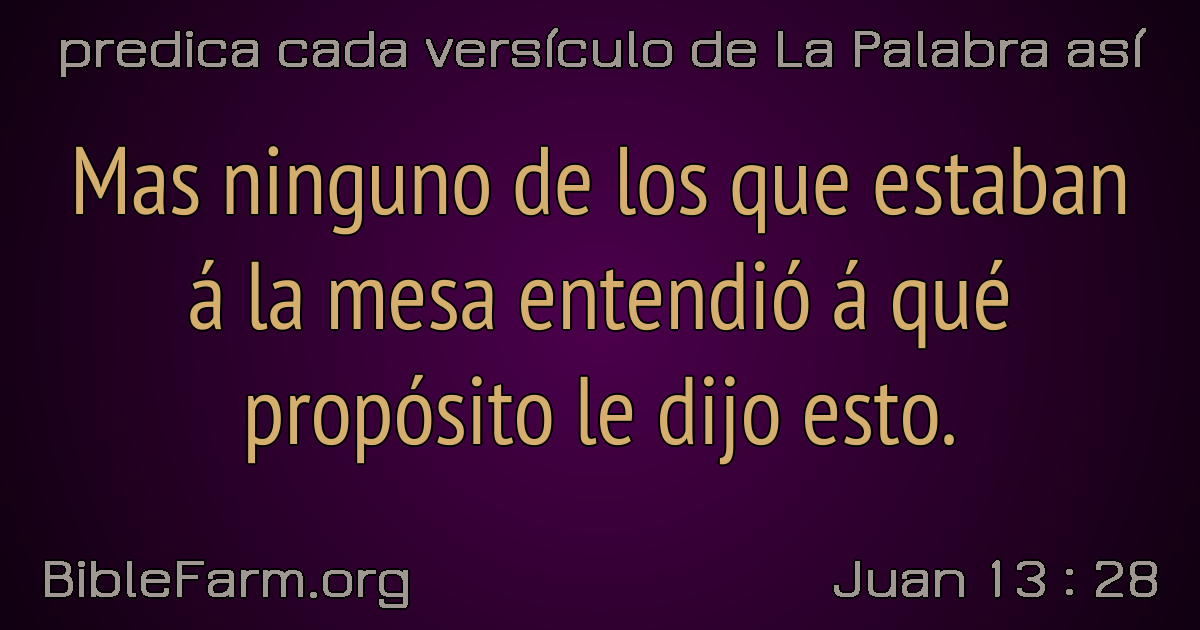 predica cada versículo de La Palabra así
Mas ninguno de los que estaban
á la mesa entendió á qué
propósito le dijo esto.
BibleFarm.org
Juan 13 : 28